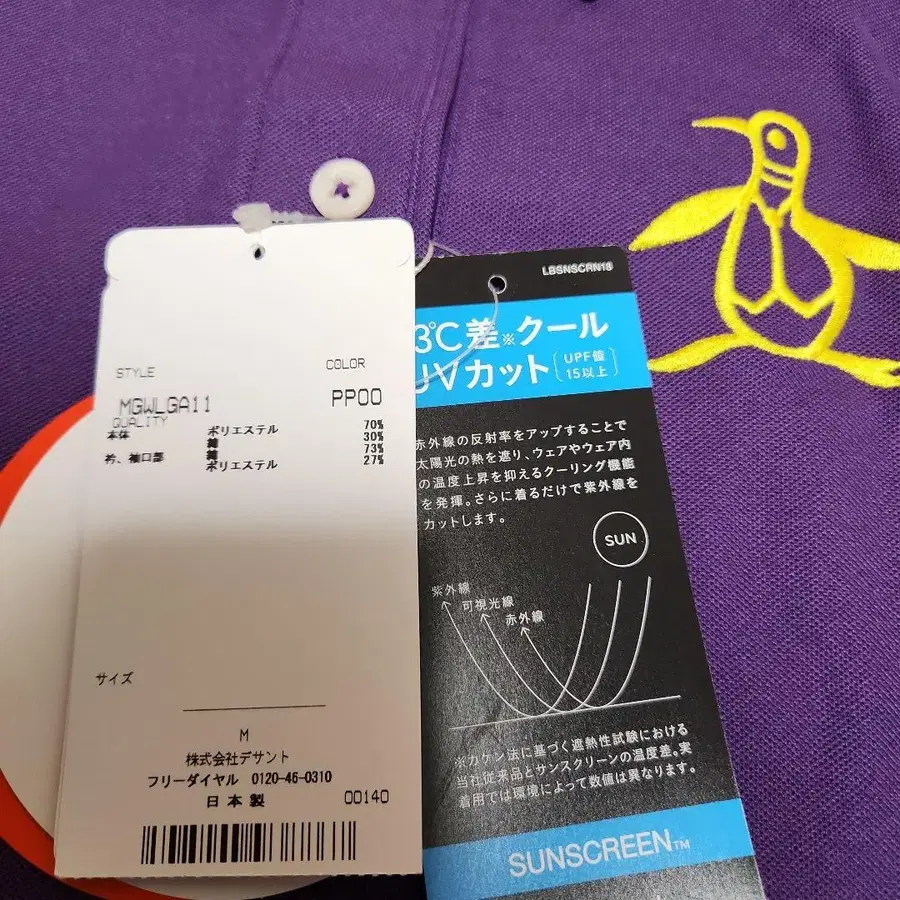 STYLE COLOR
MGWLGA11 PP00
QUALITY
本体 ポリエステル 70%
綿 30%
衿、袖口部 綿 73%
ポリエステル 27%
サイズ
M
株式会社デサント
フリーダイヤル 0120-46-0310
日本製 00140
LBSNSCRN18
3℃差※クール
UVカット〔UPF値15以上〕
赤外線の反射率をアップすることで
太陽光の熱を遮り、ウェアやウェア内
の温度上昇を抑えるクーリング機能
を発揮。さらに着るだけで紫外線を
カットします。
SUN
紫外線
可視光線
赤外線
※カケン法に基づく遮熱性試験における
当社従来品とサンスクリーンの温度差。実
着用では環境によって数値は異なります。
SUNSCREEN™